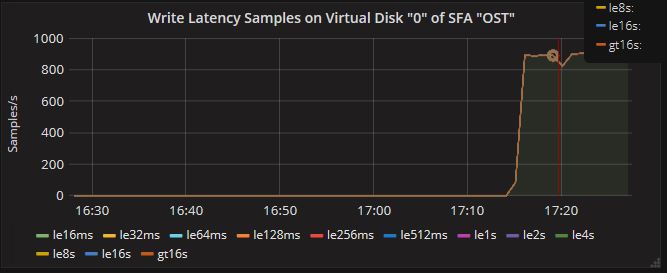 Write Latency Samples on Virtual Disk "0" of SFA "OST"
le8s:
le16s:
gt16s:
1000
800
600
400
200
0
Samples/s
16:30 16:40 16:50 17:00 17:10 17:20
le16ms le32ms le64ms le128ms le256ms le512ms le1s le2s le4s
le8s le16s gt16s